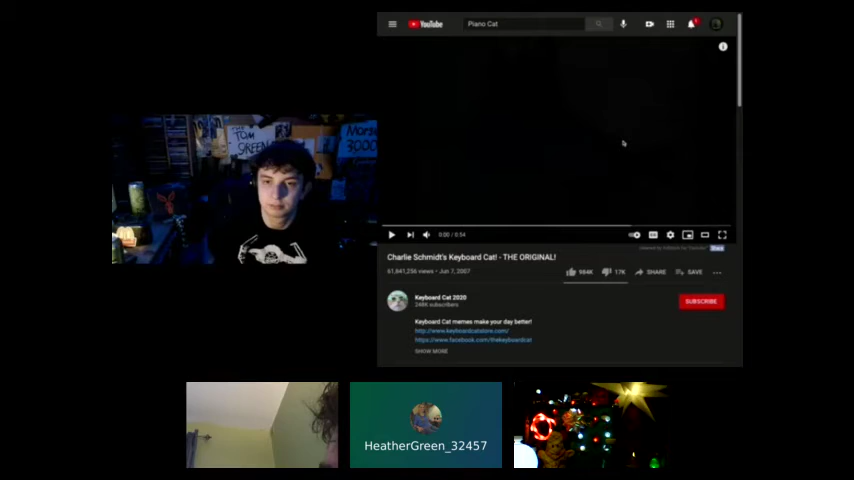 YouTube
Piano Cat
TOM
GREEN
3000
0:00 / 0:54
Charlie Schmidt's Keyboard Cat! - THE ORIGINAL!
61,841,256 views • Jun 7, 2007
984K
17K
SHARE
SAVE
Keyboard Cat 2020
SUBSCRIBE
Keyboard Cat memes make your day better!
http://www.keyboardcatstore.com/
https://www.facebook.com/thekeyboardcat
SHOW MORE
HeatherGreen_32457